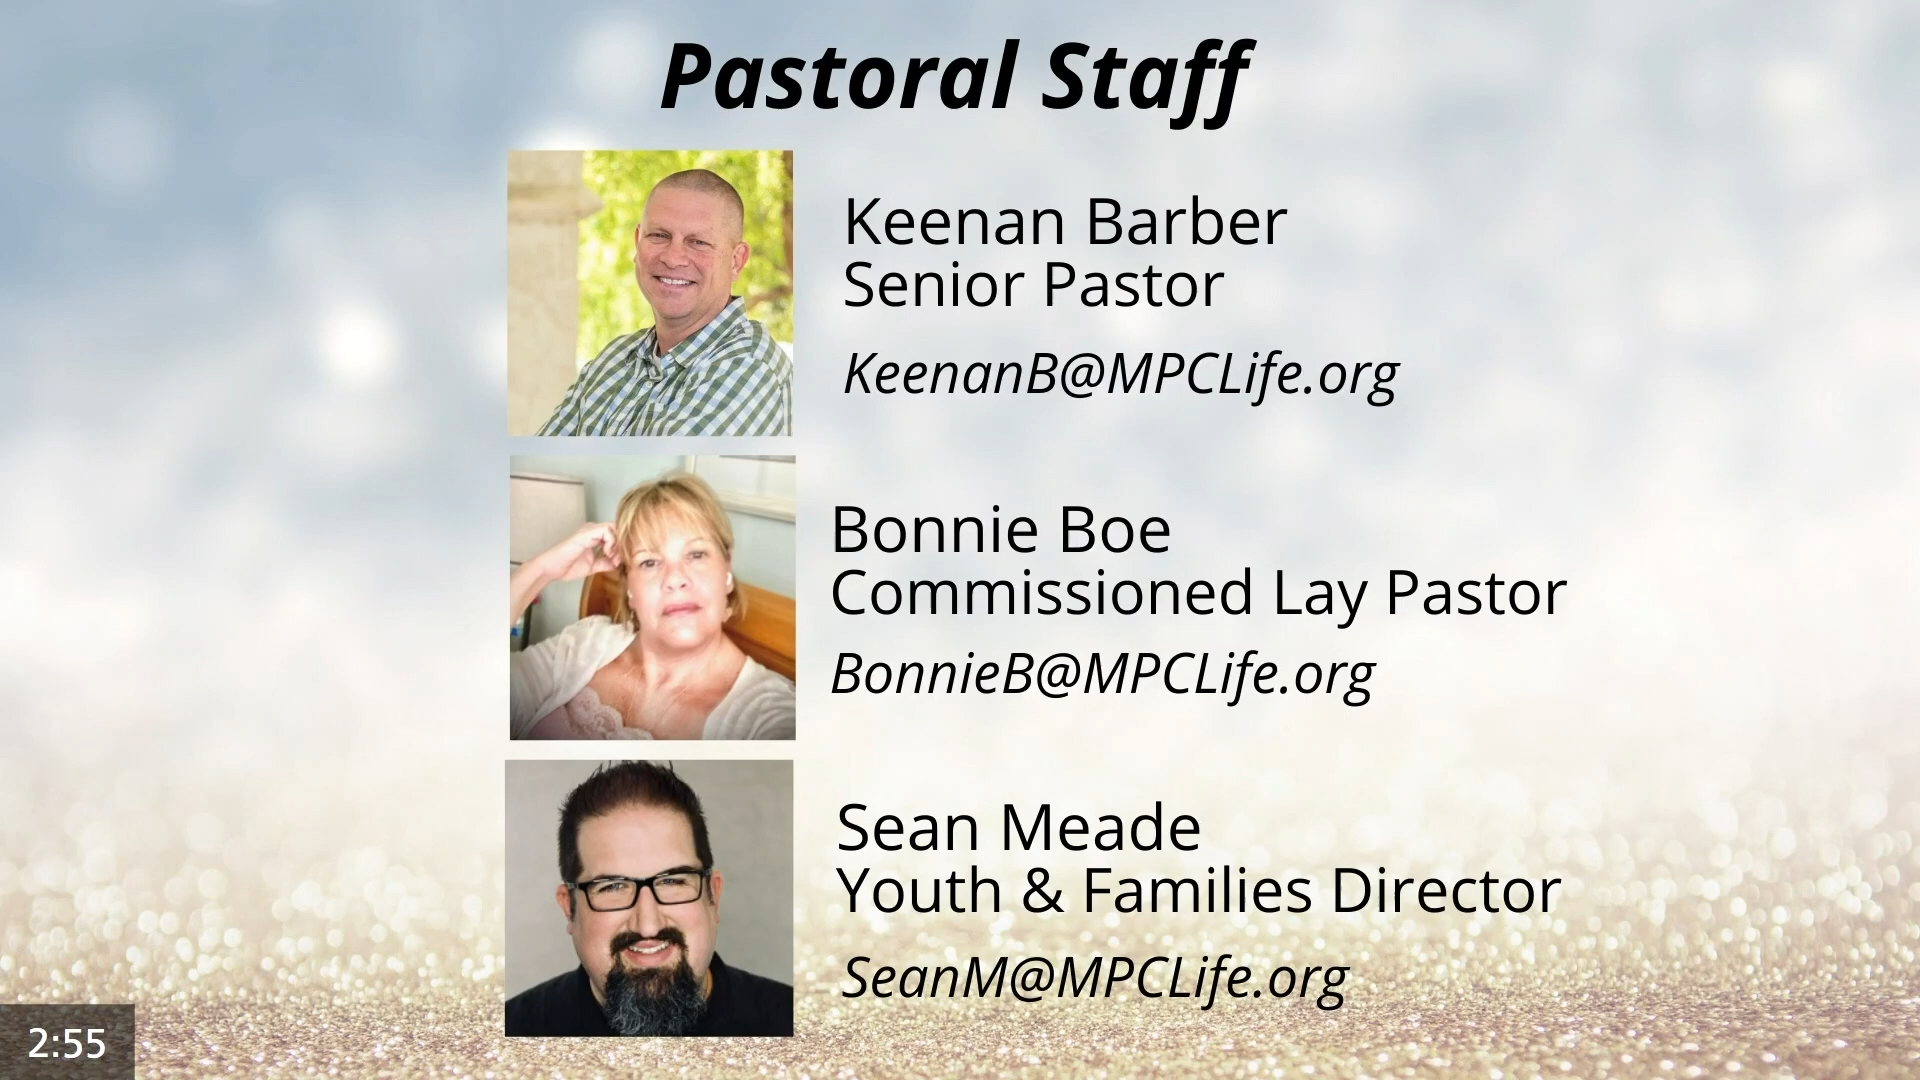 Pastoral Staff
Keenan Barber
Senior Pastor
KeenanB@MPCLife.org
Bonnie Boe
Commissioned Lay Pastor
BonnieB@MPCLife.org
Sean Meade
Youth & Families Director
SeanM@MPCLife.org
2:55